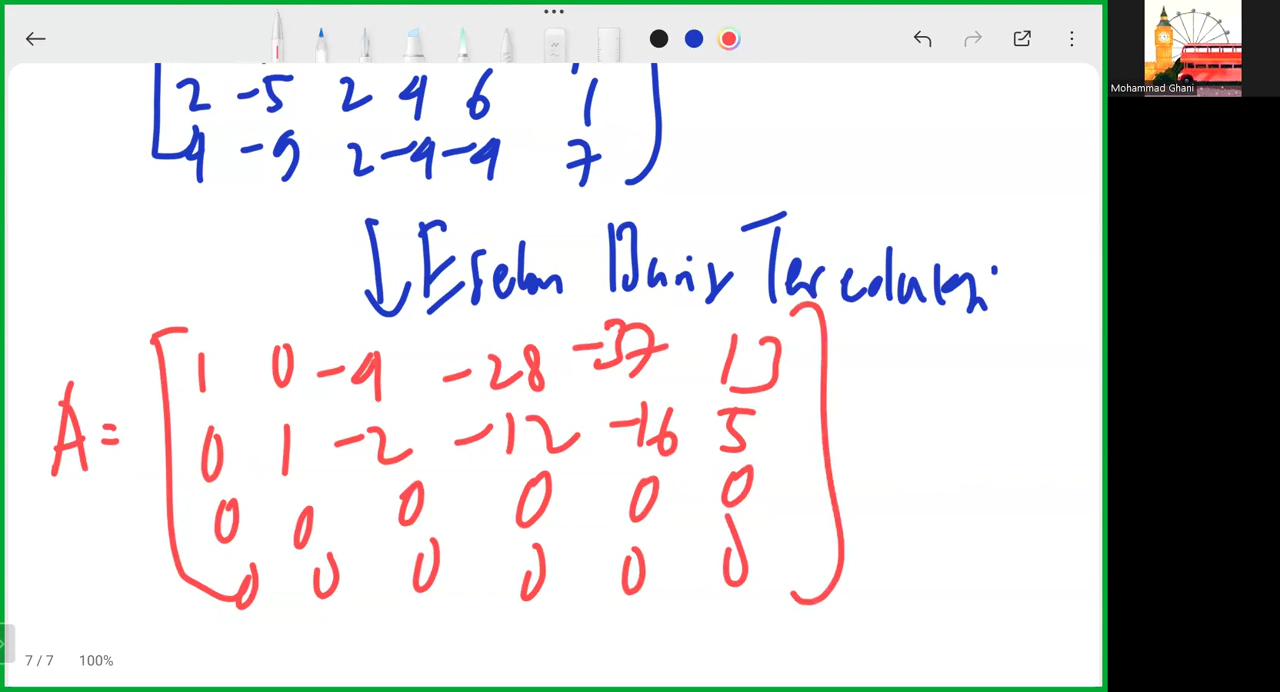 Mohammad Ghani
2 -5 2 4 6 1
4 -9 2 -4 -4 7
↓ Eselon Baris Tereduksi
A = [ 1 0 -4 -28 -37 13
0 1 -2 -12 -16 5
0 0 0 0 0 0
0 0 0 0 0 0 ]
7 / 7 100%